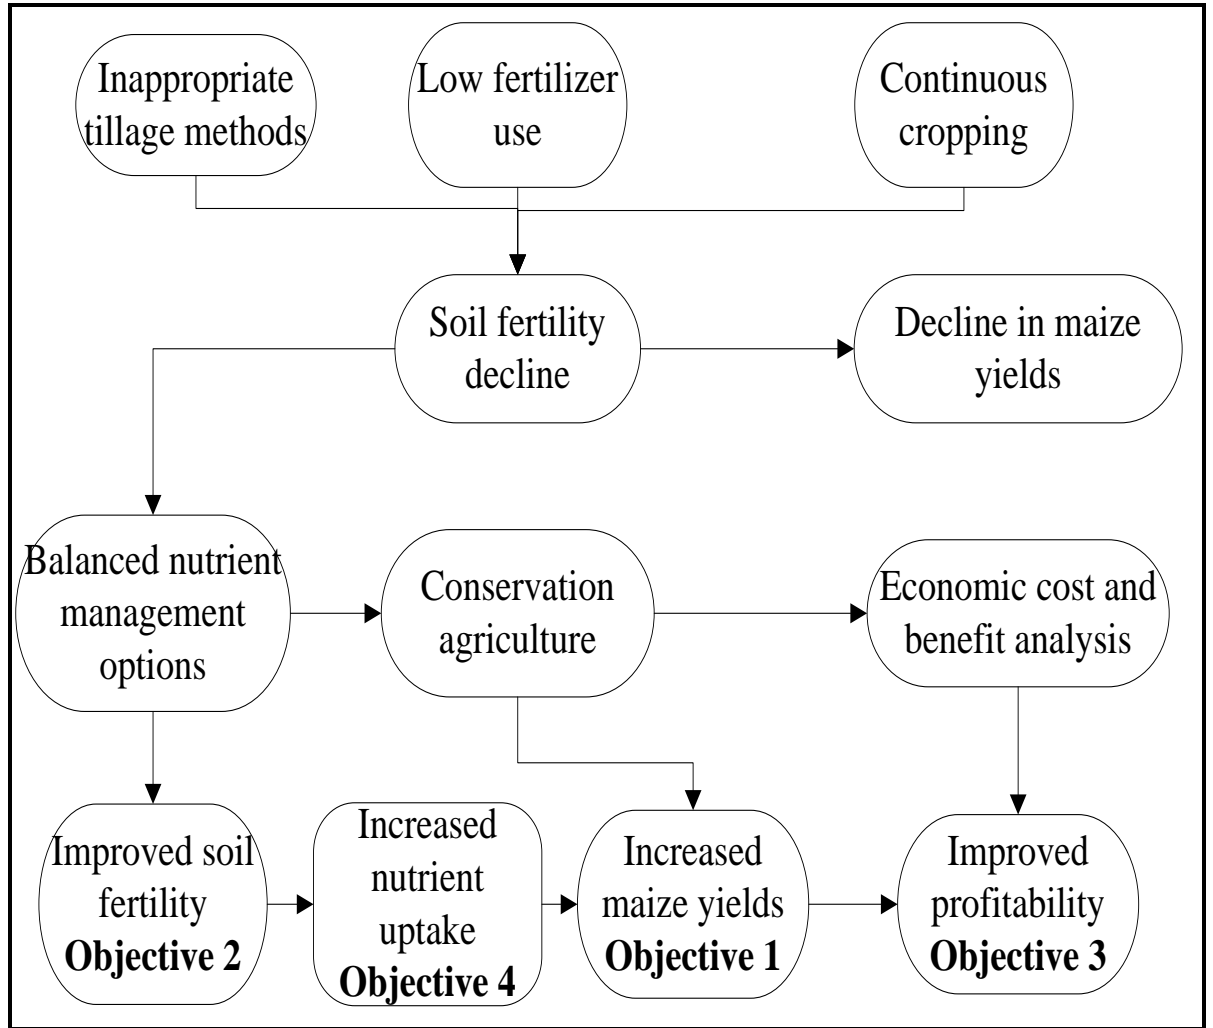 Inappropriate
tillage methods
Low fertilizer
use
Continuous
cropping
Soil fertility
decline
Decline in maize
yields
Balanced nutrient
management
options
Conservation
agriculture
Economic cost and
benefit analysis
Improved soil
fertility
Objective 2
Increased
nutrient
uptake
Objective 4
Increased
maize yields
Objective 1
Improved
profitability
Objective 3